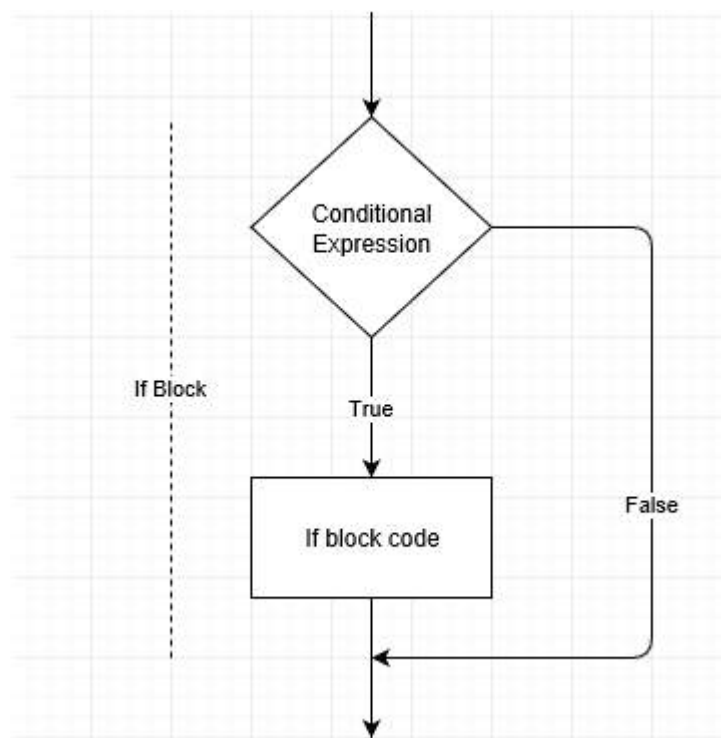 Conditional
Expression
If Block
True
If block code
False